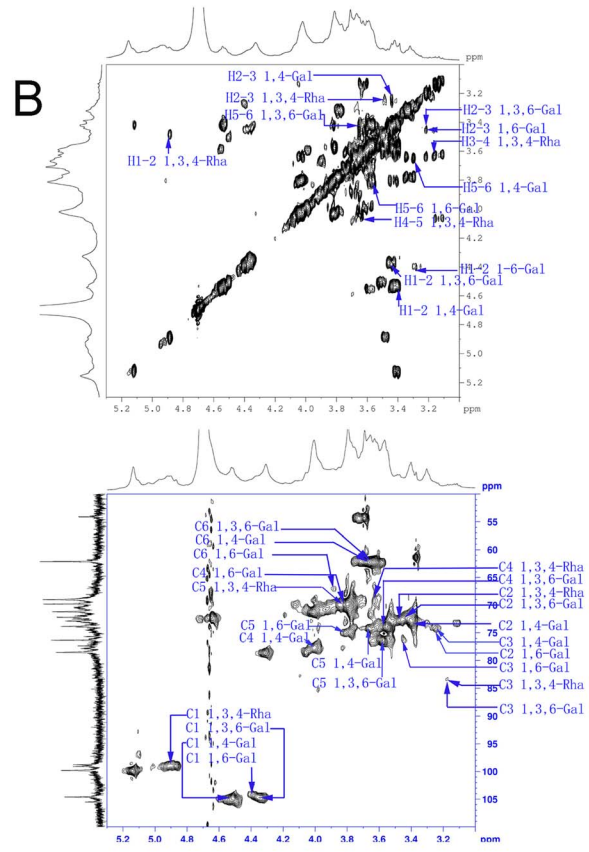 B
ppm
H2-3 1,4-Gal
H2-3 1,3,4-Rha
H5-6 1,3,6-Gal
H1-2 1,3,4-Rha
H2-3 1,3,6-Gal
H2-3 1,6-Gal
H3-4 1,3,4-Rha
H5-6 1,4-Gal
H5-6 1,6-Gal
H4-5 1,3,4-Rha
H1-2 1-6-Gal
H1-2 1,3,6-Gal
H1-2 1,4-Gal
3.2
3.4
3.6
3.8
4.0
4.2
4.4
4.6
4.8
5.0
5.2
5.2 5.0 4.8 4.6 4.4 4.2 4.0 3.8 3.6 3.4 3.2 ppm
ppm
C6 1,3,6-Gal
C6 1,4-Gal
C6 1,6-Gal
C4 1,6-Gal
C5 1,3,4-Rha
C5 1,6-Gal
C4 1,4-Gal
C5 1,4-Gal
C5 1,3,6-Gal
C4 1,3,4-Rha
C4 1,3,6-Gal
C2 1,3,4-Rha
C2 1,3,6-Gal
C2 1,4-Gal
C3 1,4-Gal
C2 1,6-Gal
C3 1,6-Gal
C3 1,3,4-Rha
C3 1,3,6-Gal
C1 1,3,4-Rha
C1 1,3,6-Gal
C1 1,4-Gal
C1 1,6-Gal
55
60
65
70
75
80
85
90
95
100
105
5.2 5.0 4.8 4.6 4.4 4.2 4.0 3.8 3.6 3.4 3.2 ppm